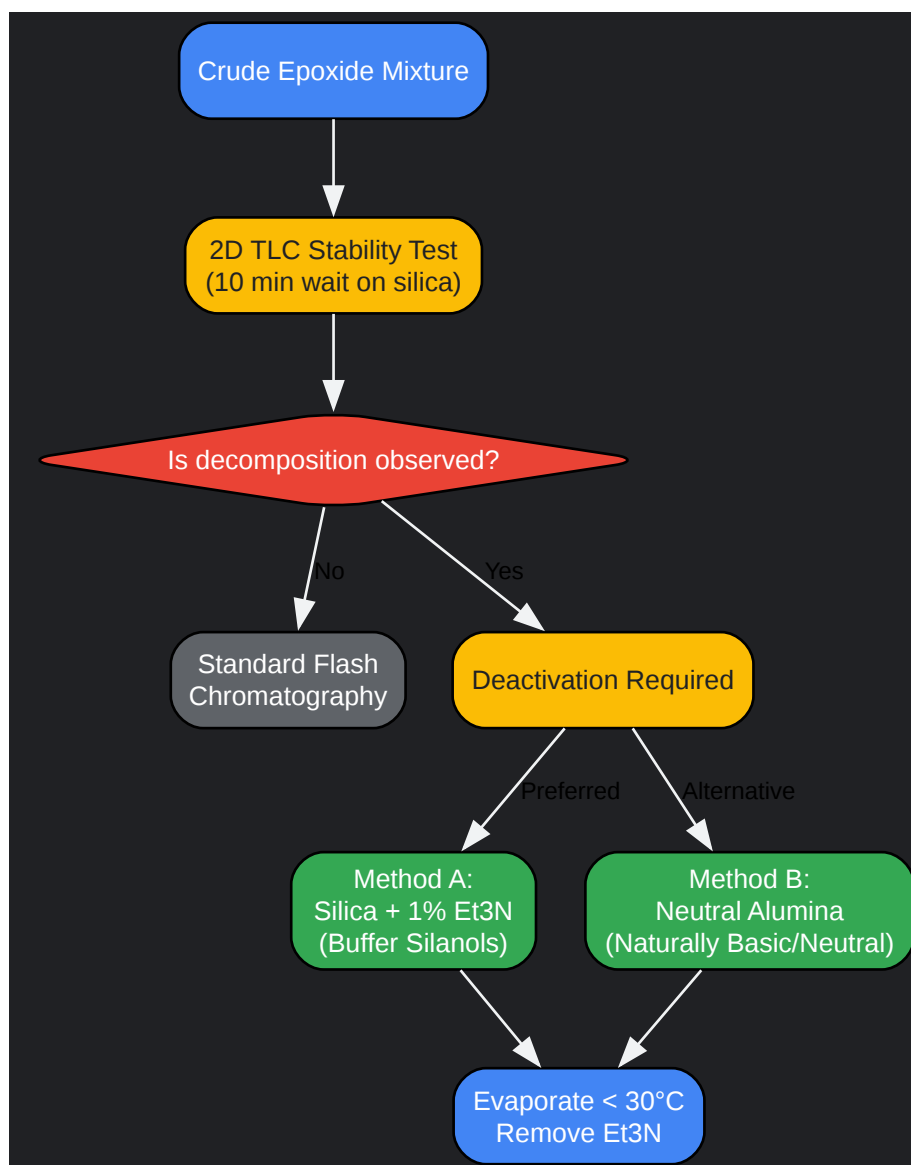 Crude Epoxide Mixture
2D TLC Stability Test
(10 min wait on silica)
Is decomposition observed?
No
Yes
Standard Flash
Chromatography
Deactivation Required
Preferred
Alternative
Method A:
Silica + 1% Et3N
(Buffer Silanols)
Method B:
Neutral Alumina
(Naturally Basic/Neutral)
Evaporate < 30°C
Remove Et3N